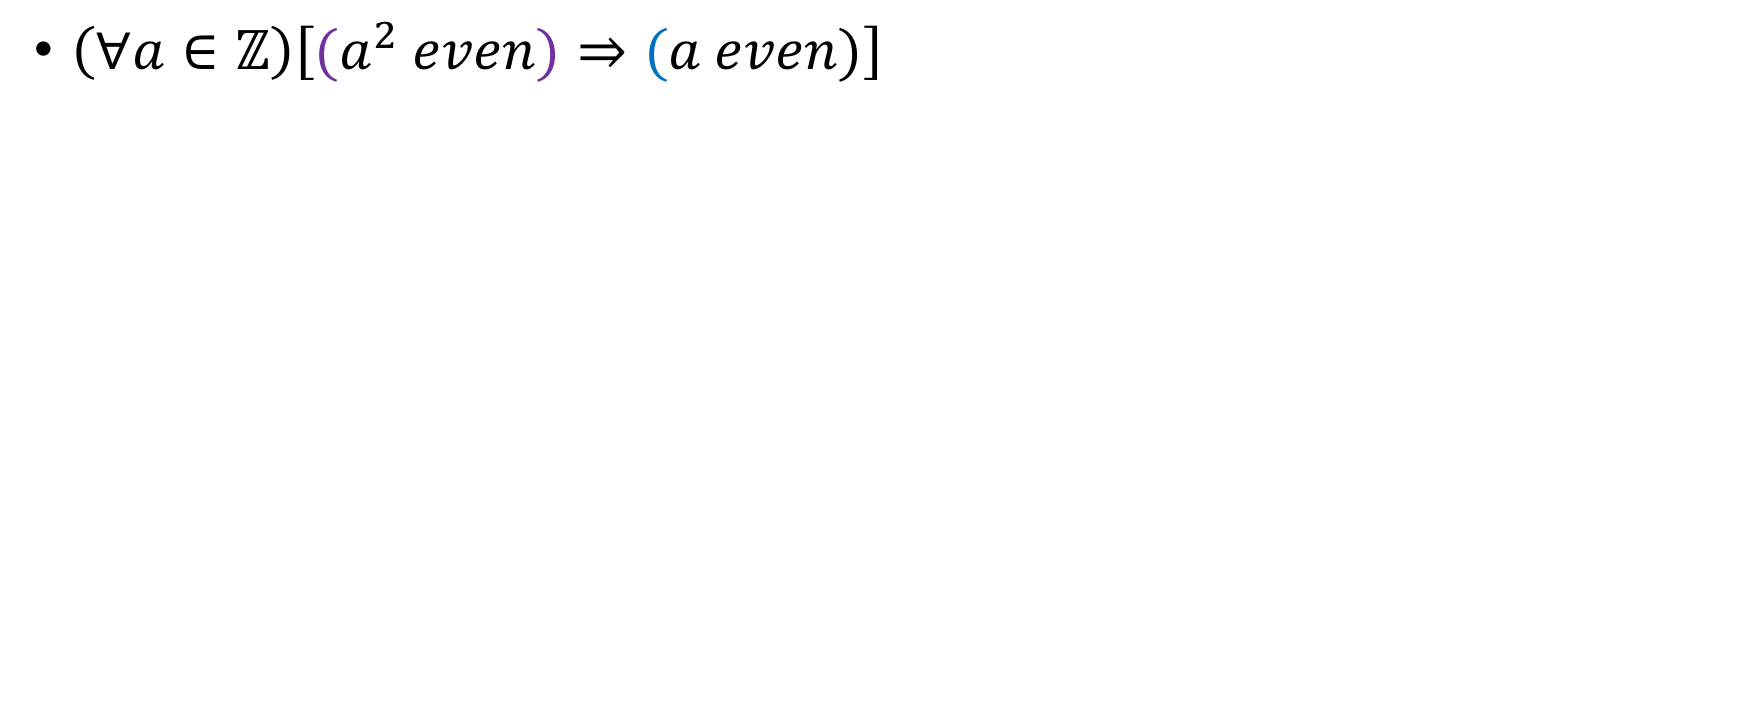 • (∀𝑎 ∈ ℤ)[(𝑎² 𝑒𝑣𝑒𝑛) ⇒ (𝑎 𝑒𝑣𝑒𝑛)]